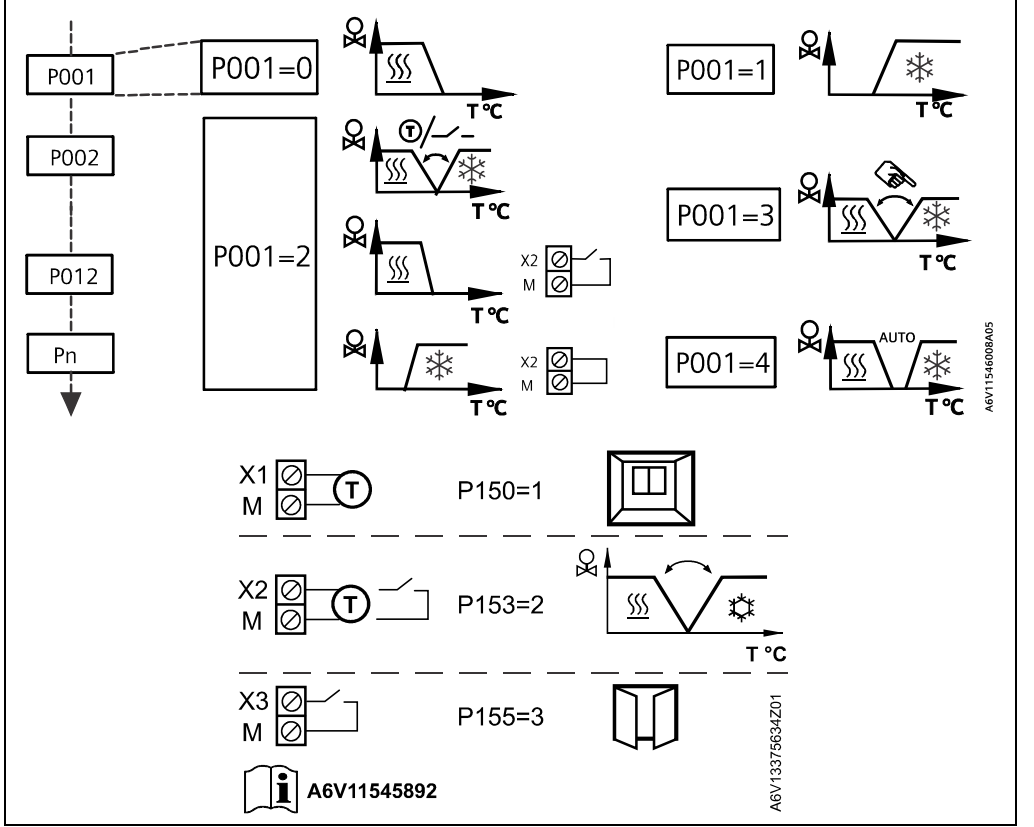 P001
P002
P012
Pn
P001=0
T °C
P001=2
T
T °C
X2
M
T °C
X2
M
T °C
P001=1
T °C
P001=3
T °C
P001=4
AUTO
T °C
A6V11546008A05
X1
M
T
P150=1
X2
M
T
P153=2
T °C
X3
M
P155=3
A6V13375634Z01
i
A6V11545892